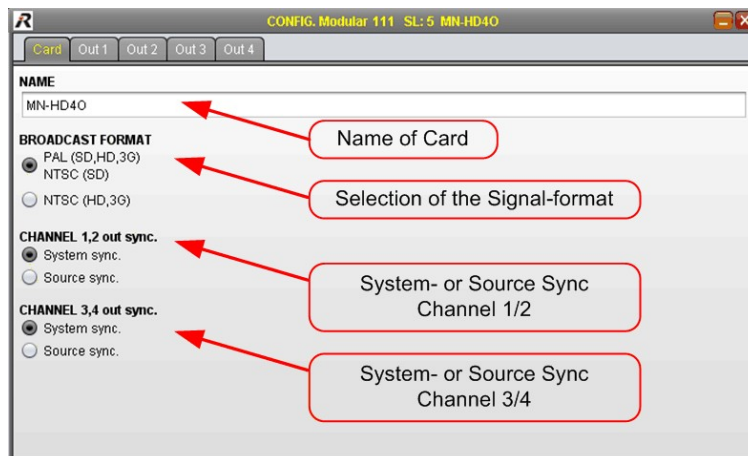 R
CONFIG. Modular 111 SL: 5 MN-HD4O
Card Out 1 Out 2 Out 3 Out 4
NAME
MN-HD4O
Name of Card
BROADCAST FORMAT
PAL (SD,HD,3G)
NTSC (SD)
NTSC (HD,3G)
Selection of the Signal-format
CHANNEL 1,2 out sync.
System sync.
Source sync.
System- or Source Sync
Channel 1/2
CHANNEL 3,4 out sync.
System sync.
Source sync.
System- or Source Sync
Channel 3/4